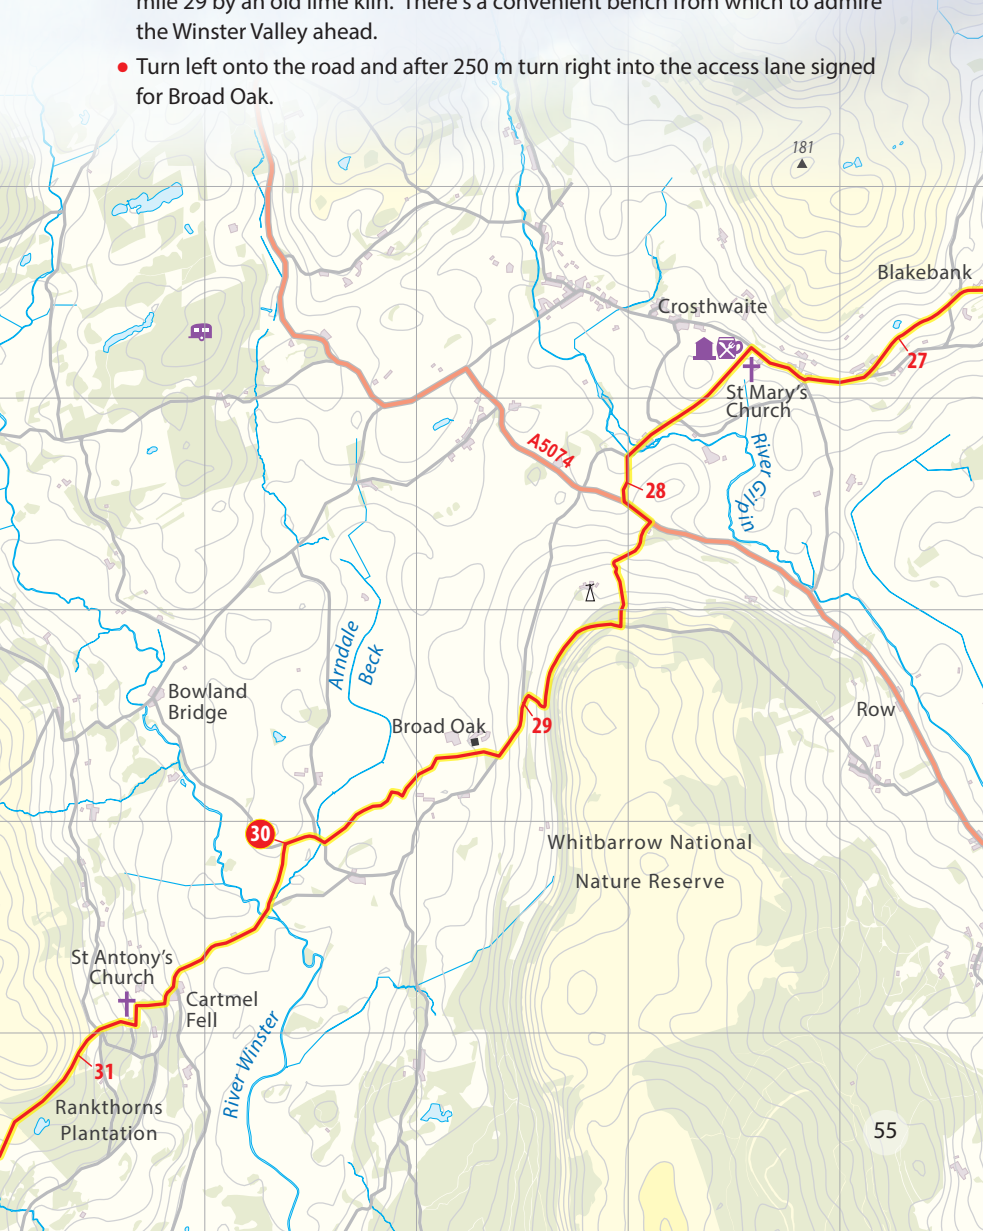 mile 29 by an old lime kiln. There's a convenient bench from which to admire
the Winster Valley ahead.
• Turn left onto the road and after 250 m turn right into the access lane signed
for Broad Oak.
181
Blakebank
Crosthwaite
27
St Mary's
Church
A5074
River Gilpin
28
Arndale
Beck
Bowland
Bridge
Row
Broad Oak
29
30
Whitbarrow National
Nature Reserve
St Antony's
Church
Cartmel
Fell
River Winster
31
Rankthorns
Plantation
55